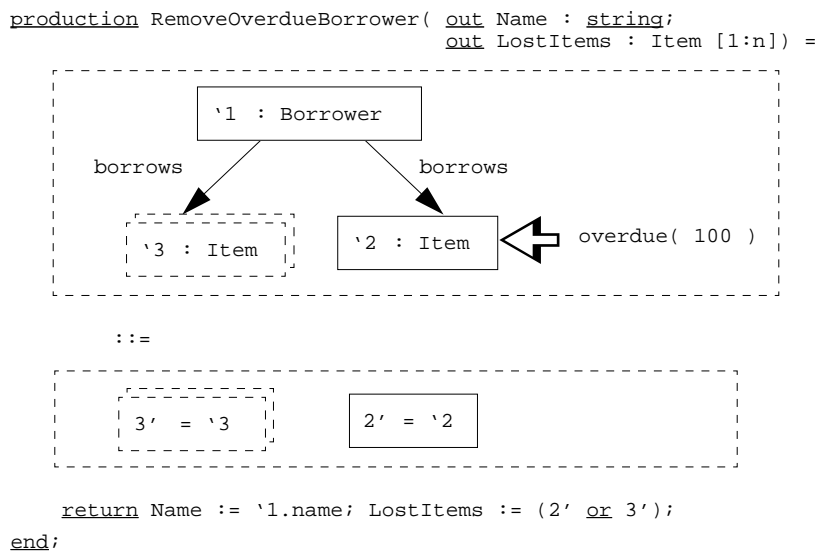 production RemoveOverdueBorrower( out Name : string;
out LostItems : Item [1:n]) =
‘1 : Borrower
borrows borrows
‘3 : Item ‘2 : Item overdue( 100 )
::=
3’ = ‘3 2’ = ‘2
return Name := ‘1.name; LostItems := (2’ or 3’);
end;